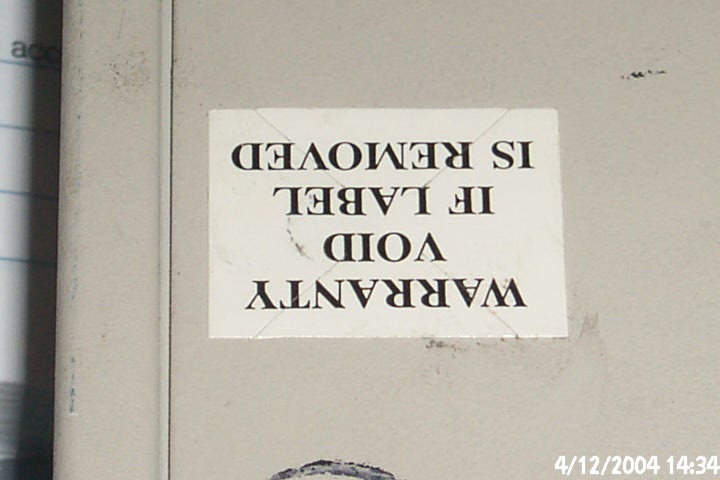 WARRANTY
VOID
IF LABEL
IS REMOVED
4/12/2004 14:34